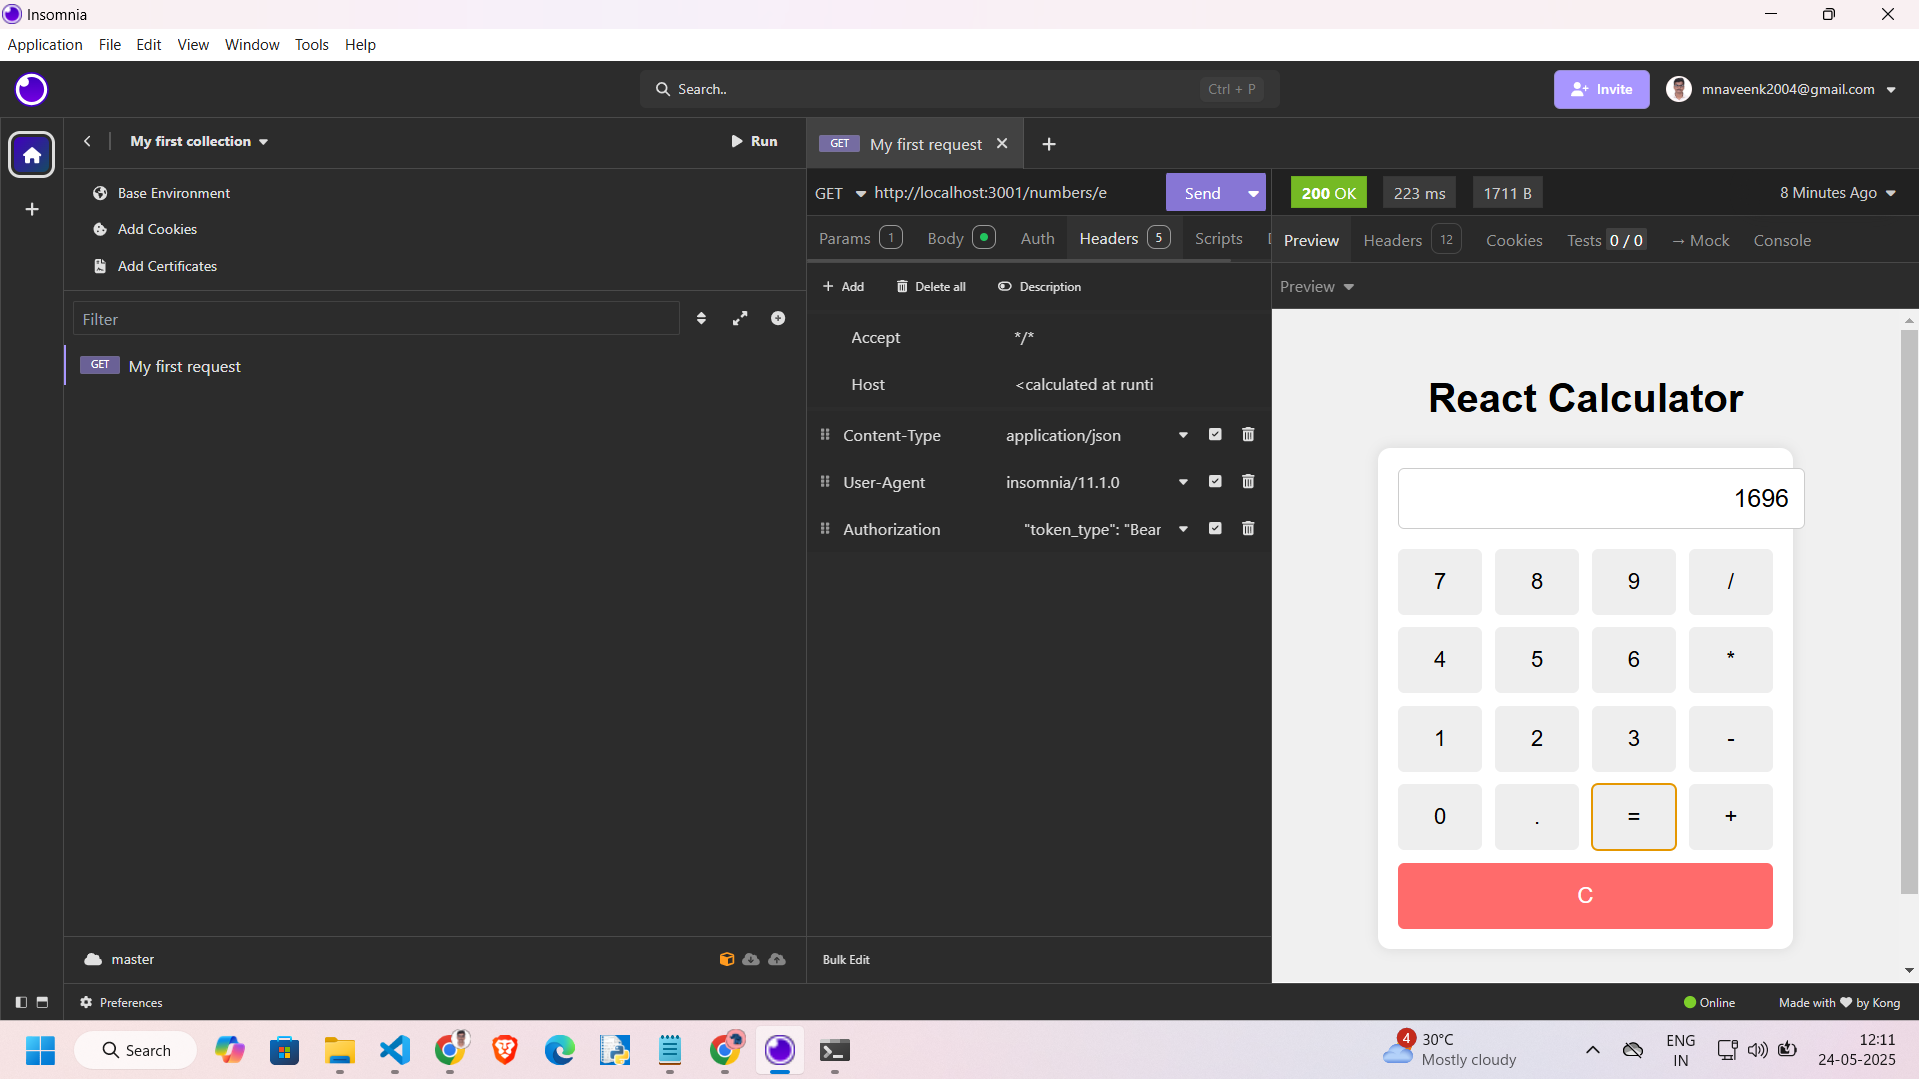 Insomnia
Application File Edit View Window Tools Help
Search.. Ctrl + P
Invite
mnaveenk2004@gmail.com
My first collection
Run
GET My first request
Base Environment
Add Cookies
Add Certificates
Filter
GET My first request
GET http://localhost:3001/numbers/e Send
200 OK 223 ms 1711 B 8 Minutes Ago
Params 1 Body Auth Headers 5 Scripts
Preview Headers 12 Cookies Tests 0 / 0 → Mock Console
+ Add Delete all Description
Preview
Accept */*
Host <calculated at runti
Content-Type application/json
User-Agent insomnia/11.1.0
Authorization "token_type": "Bear
React Calculator
1696
7 8 9 /
4 5 6 *
1 2 3 -
0 . = +
C
master
Bulk Edit
Preferences
Online
Made with ❤ by Kong
Search
4
30°C
Mostly cloudy
ENG
IN
12:11
24-05-2025